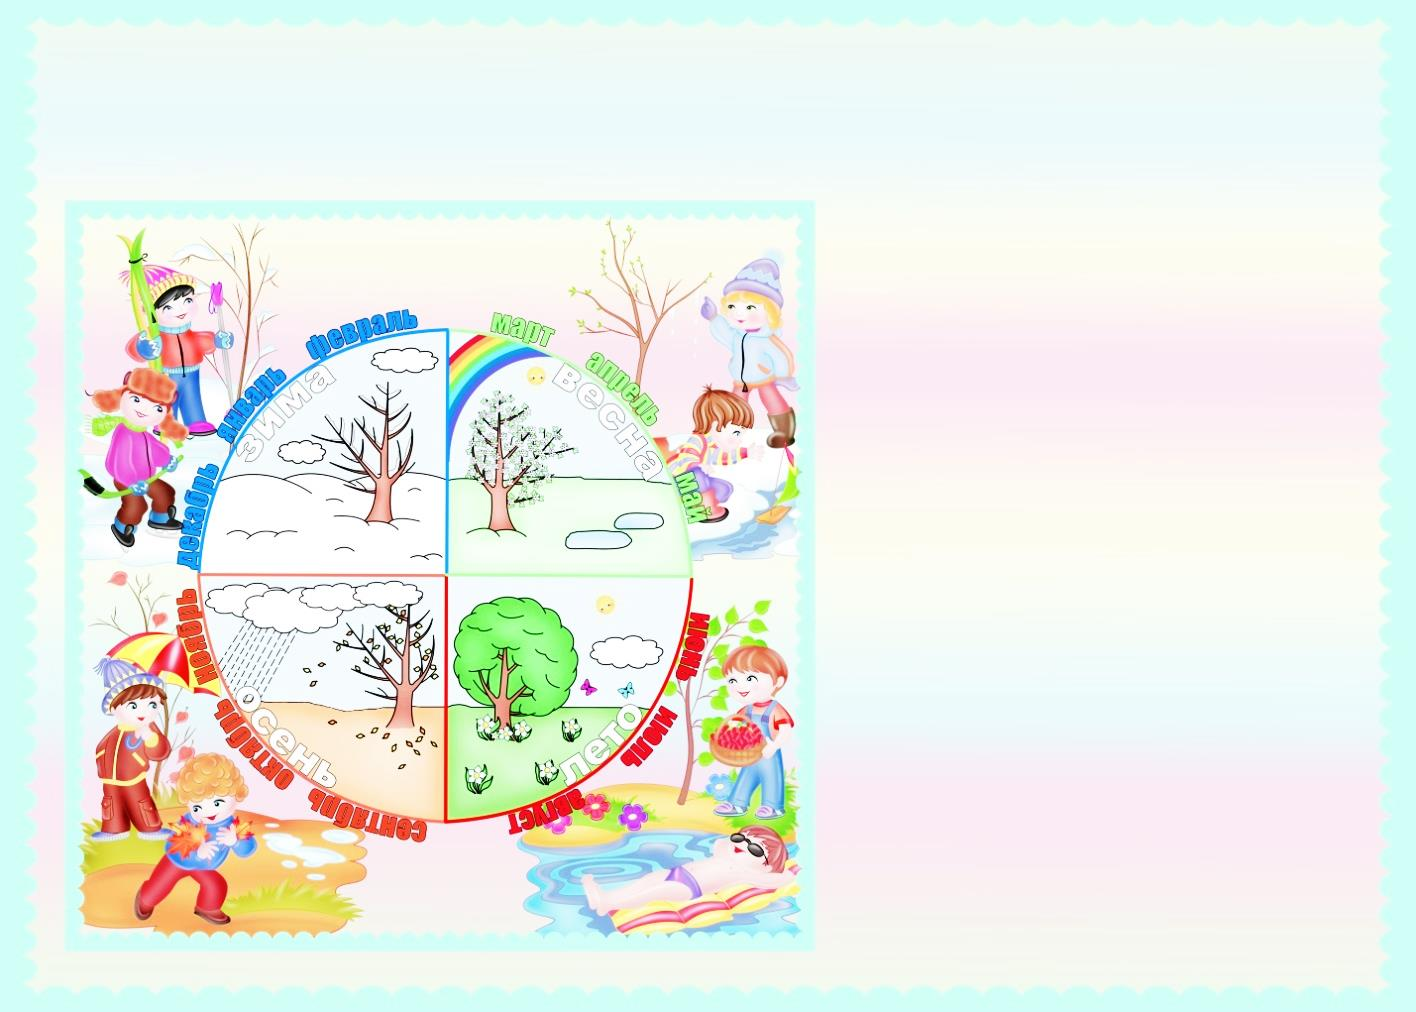 февраль
январь
декабрь
зима
март
апрель
май
весна
июнь
июль
август
лето
сентябрь
октябрь
ноябрь
осень